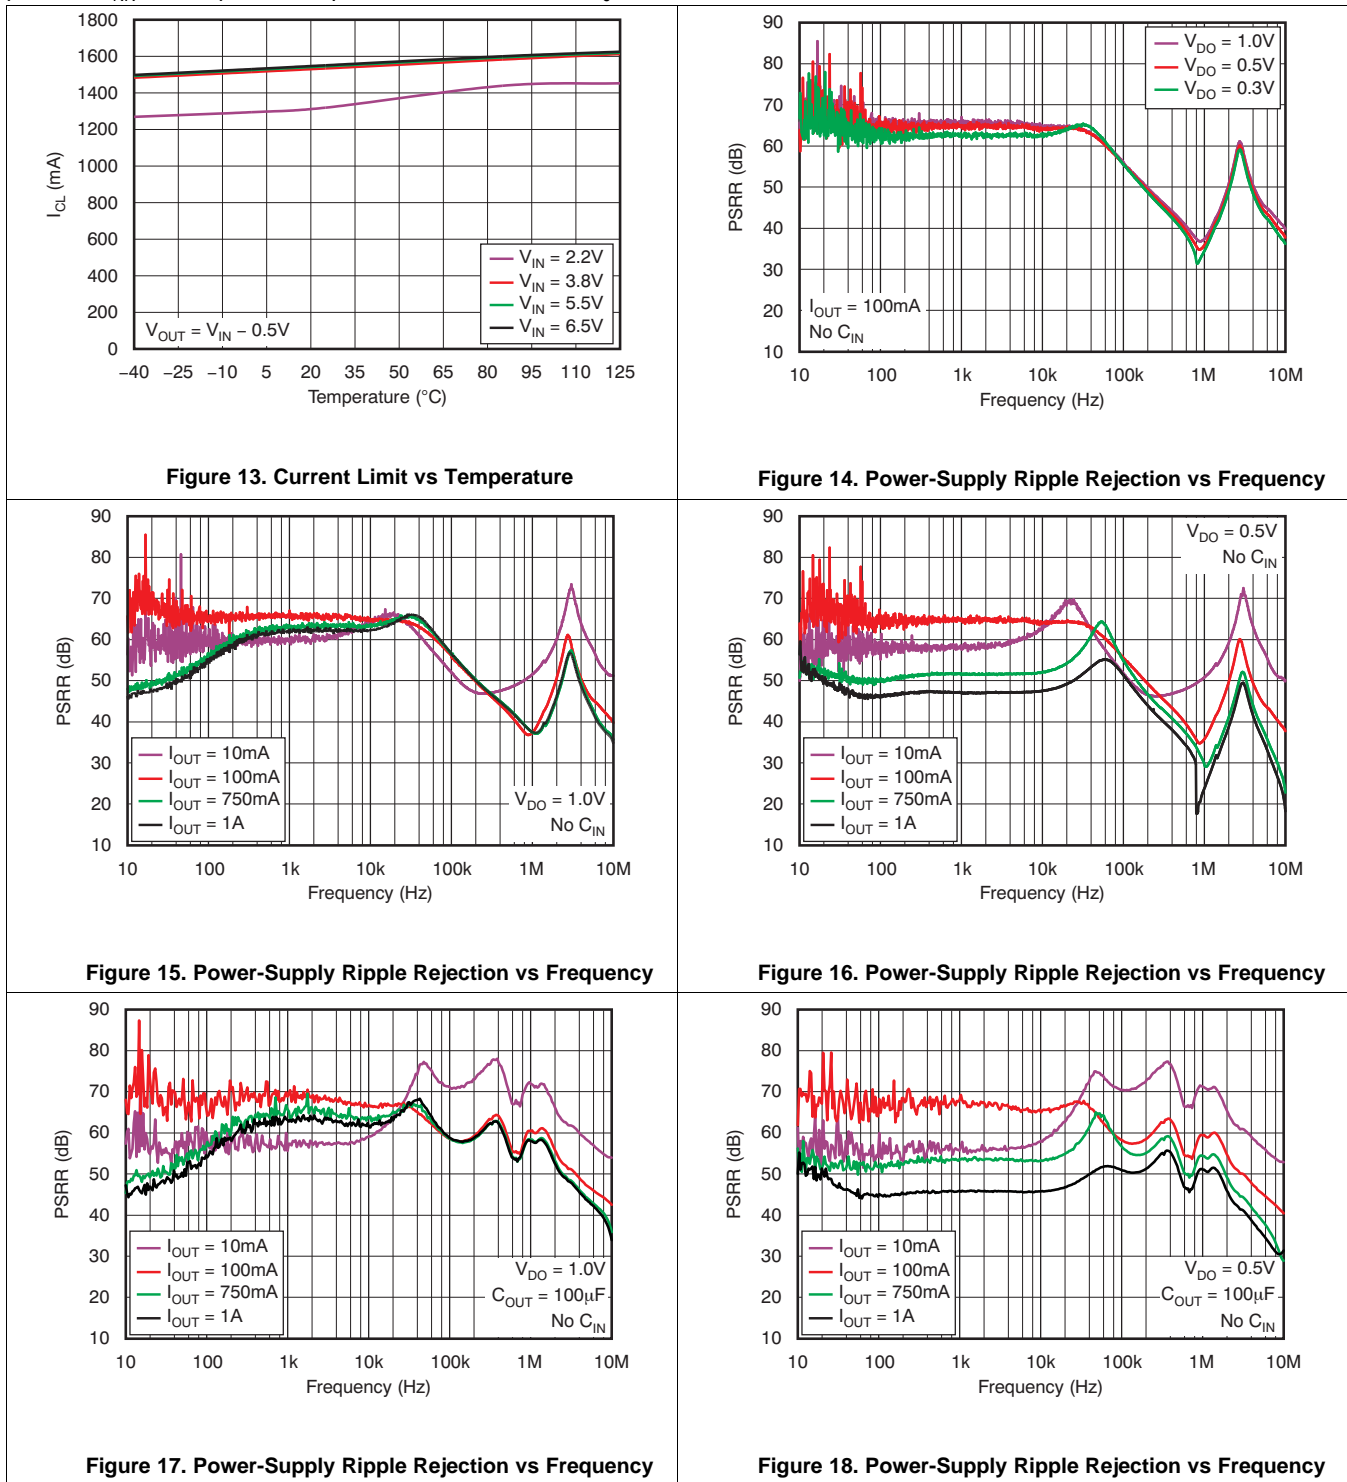 1800
1600
1400
1200
1000
800
600
400
200
0
I_CL (mA)
V_IN = 2.2V
V_IN = 3.8V
V_IN = 5.5V
V_IN = 6.5V
V_OUT = V_IN − 0.5V
−40 −25 −10 5 20 35 50 65 80 95 110 125
Temperature (°C)
Figure 13. Current Limit vs Temperature
90
80
70
60
50
40
30
20
10
PSRR (dB)
V_DO = 1.0V
V_DO = 0.5V
V_DO = 0.3V
I_OUT = 100mA
No C_IN
10 100 1k 10k 100k 1M 10M
Frequency (Hz)
Figure 14. Power-Supply Ripple Rejection vs Frequency
90
80
70
60
50
40
30
20
10
PSRR (dB)
I_OUT = 10mA
I_OUT = 100mA
I_OUT = 750mA
I_OUT = 1A
V_DO = 1.0V
No C_IN
10 100 1k 10k 100k 1M 10M
Frequency (Hz)
Figure 15. Power-Supply Ripple Rejection vs Frequency
90
80
70
60
50
40
30
20
10
PSRR (dB)
V_DO = 0.5V
No C_IN
I_OUT = 10mA
I_OUT = 100mA
I_OUT = 750mA
I_OUT = 1A
10 100 1k 10k 100k 1M 10M
Frequency (Hz)
Figure 16. Power-Supply Ripple Rejection vs Frequency
90
80
70
60
50
40
30
20
10
PSRR (dB)
I_OUT = 10mA
I_OUT = 100mA
I_OUT = 750mA
I_OUT = 1A
V_DO = 1.0V
C_OUT = 100µF
No C_IN
10 100 1k 10k 100k 1M 10M
Frequency (Hz)
Figure 17. Power-Supply Ripple Rejection vs Frequency
90
80
70
60
50
40
30
20
10
PSRR (dB)
I_OUT = 10mA
I_OUT = 100mA
I_OUT = 750mA
I_OUT = 1A
V_DO = 0.5V
C_OUT = 100µF
No C_IN
10 100 1k 10k 100k 1M 10M
Frequency (Hz)
Figure 18. Power-Supply Ripple Rejection vs Frequency